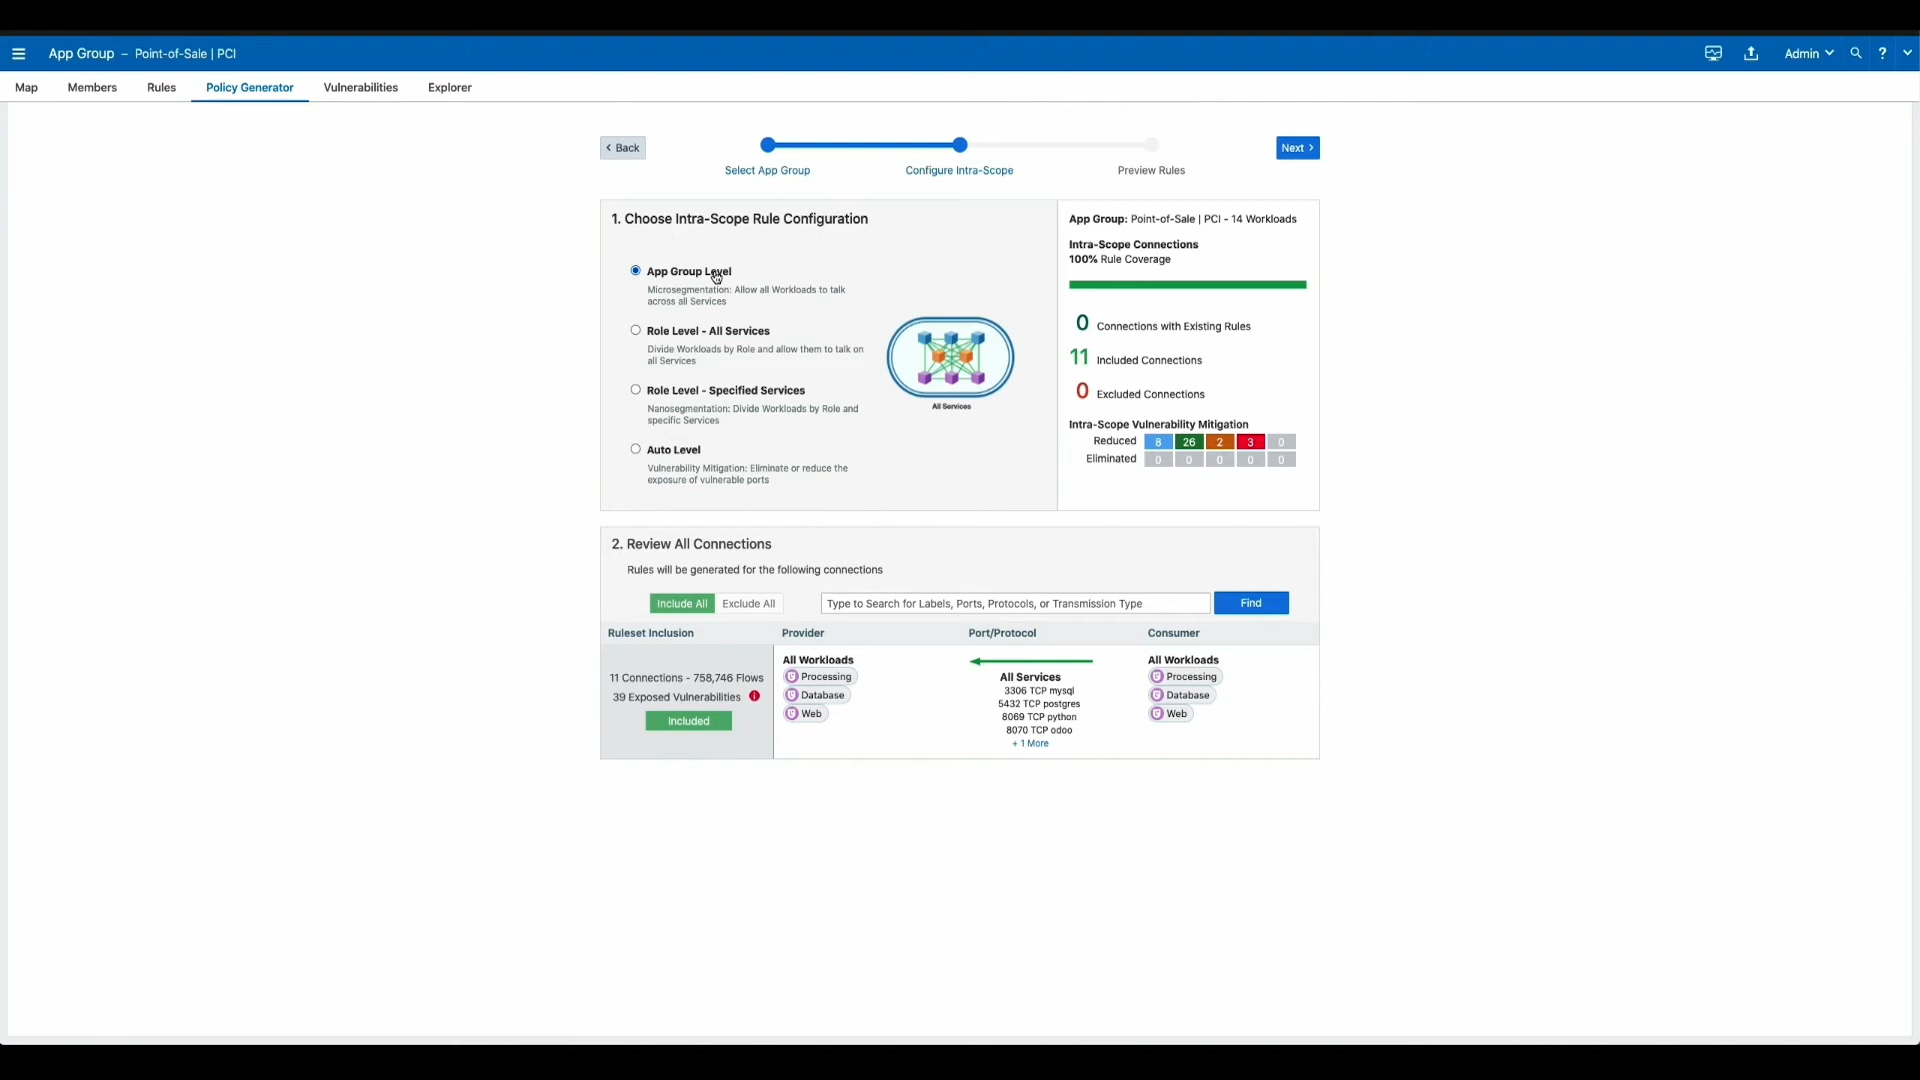 App Group – Point-of-Sale | PCI
Admin
?
Map Members Rules Policy Generator Vulnerabilities Explorer
< Back
Next >
Select App Group
Configure Intra-Scope
Preview Rules
1. Choose Intra-Scope Rule Configuration
App Group Level
Microsegmentation: Allow all Workloads to talk
across all Services
Role Level - All Services
Divide Workloads by Role and allow them to talk on
all Services
Role Level - Specified Services
Nanosegmentation: Divide Workloads by Role and
specific Services
Auto Level
Vulnerability Mitigation: Eliminate or reduce the
exposure of vulnerable ports
All Services
App Group: Point-of-Sale | PCI - 14 Workloads
Intra-Scope Connections
100% Rule Coverage
0 Connections with Existing Rules
11 Included Connections
0 Excluded Connections
Intra-Scope Vulnerability Mitigation
Reduced 8 26 2 3 0
Eliminated 0 0 0 0 0
2. Review All Connections
Rules will be generated for the following connections
Include All Exclude All
Type to Search for Labels, Ports, Protocols, or Transmission Type
Find
Ruleset Inclusion Provider Port/Protocol Consumer
11 Connections - 758,746 Flows
39 Exposed Vulnerabilities
Included
All Workloads
Processing
Database
Web
All Services
3306 TCP mysql
5432 TCP postgres
8069 TCP python
8070 TCP odoo
+ 1 More
All Workloads
Processing
Database
Web